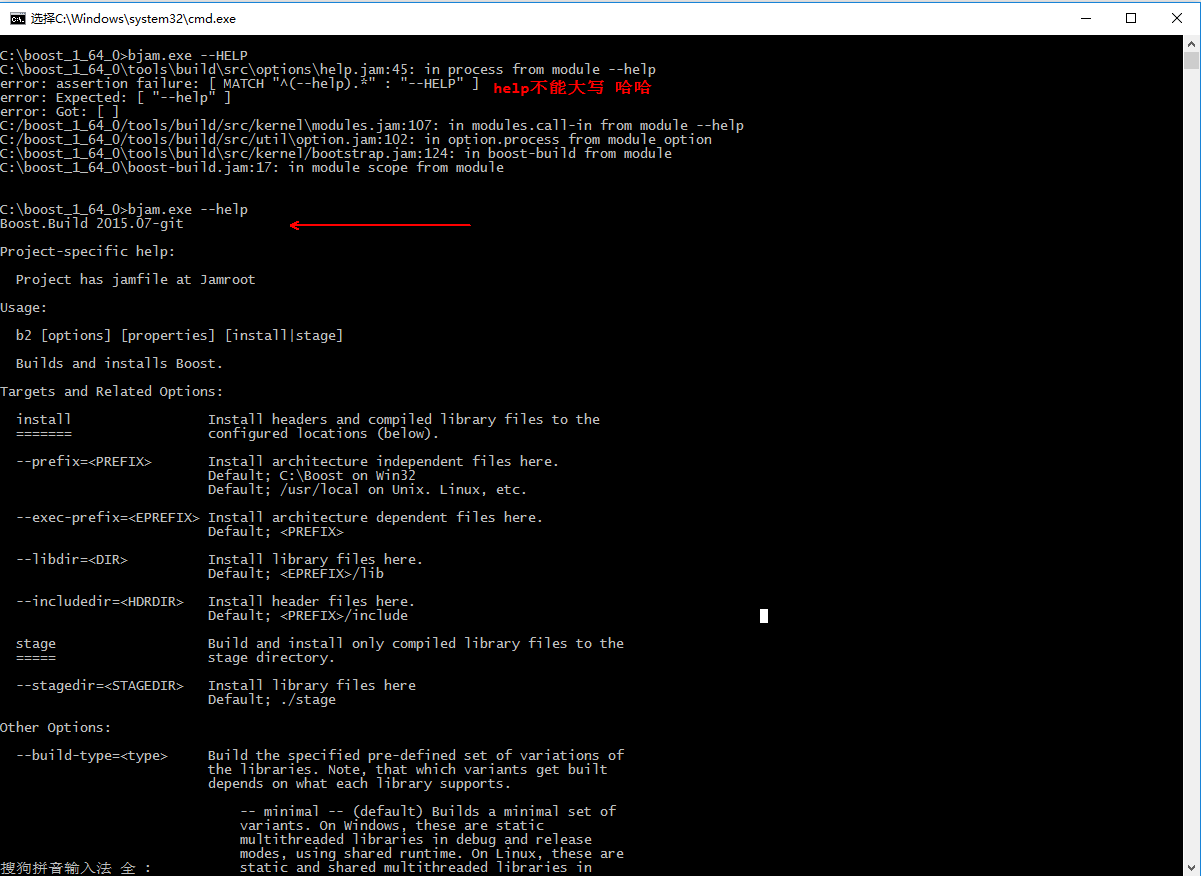 选择C:\Windows\system32\cmd.exe
C:\boost_1_64_0>bjam.exe --HELP
C:\boost_1_64_0\tools\build\src\options\help.jam:45: in process from module --help
error: assertion failure: [ MATCH "^(--help).*" : "--HELP" ] help不能大写 哈哈
error: Expected: [ "--help" ]
error: Got: [ ]
C:/boost_1_64_0/tools/build/src/kernel\modules.jam:107: in modules.call-in from module --help
C:/boost_1_64_0/tools/build/src/util\option.jam:102: in option.process from module option
C:\boost_1_64_0\tools\build\src/kernel/bootstrap.jam:124: in boost-build from module
C:\boost_1_64_0\boost-build.jam:17: in module scope from module
C:\boost_1_64_0>bjam.exe --help
Boost.Build 2015.07-git
Project-specific help:
Project has jamfile at Jamroot
Usage:
b2 [options] [properties] [install|stage]
Builds and installs Boost.
Targets and Related Options:
install Install headers and compiled library files to the
======= configured locations (below).
--prefix=<PREFIX> Install architecture independent files here.
Default; C:\Boost on Win32
Default; /usr/local on Unix. Linux, etc.
--exec-prefix=<EPREFIX> Install architecture dependent files here.
Default; <PREFIX>
--libdir=<DIR> Install library files here.
Default; <EPREFIX>/lib
--includedir=<HDRDIR> Install header files here.
Default; <PREFIX>/include
stage Build and install only compiled library files to the
===== stage directory.
--stagedir=<STAGEDIR> Install library files here
Default; ./stage
Other Options:
--build-type=<type> Build the specified pre-defined set of variations of
the libraries. Note, that which variants get built
depends on what each library supports.
-- minimal -- (default) Builds a minimal set of
variants. On Windows, these are static
multithreaded libraries in debug and release
modes, using shared runtime. On Linux, these are
搜狗拼音输入法 全 : static and shared multithreaded libraries in